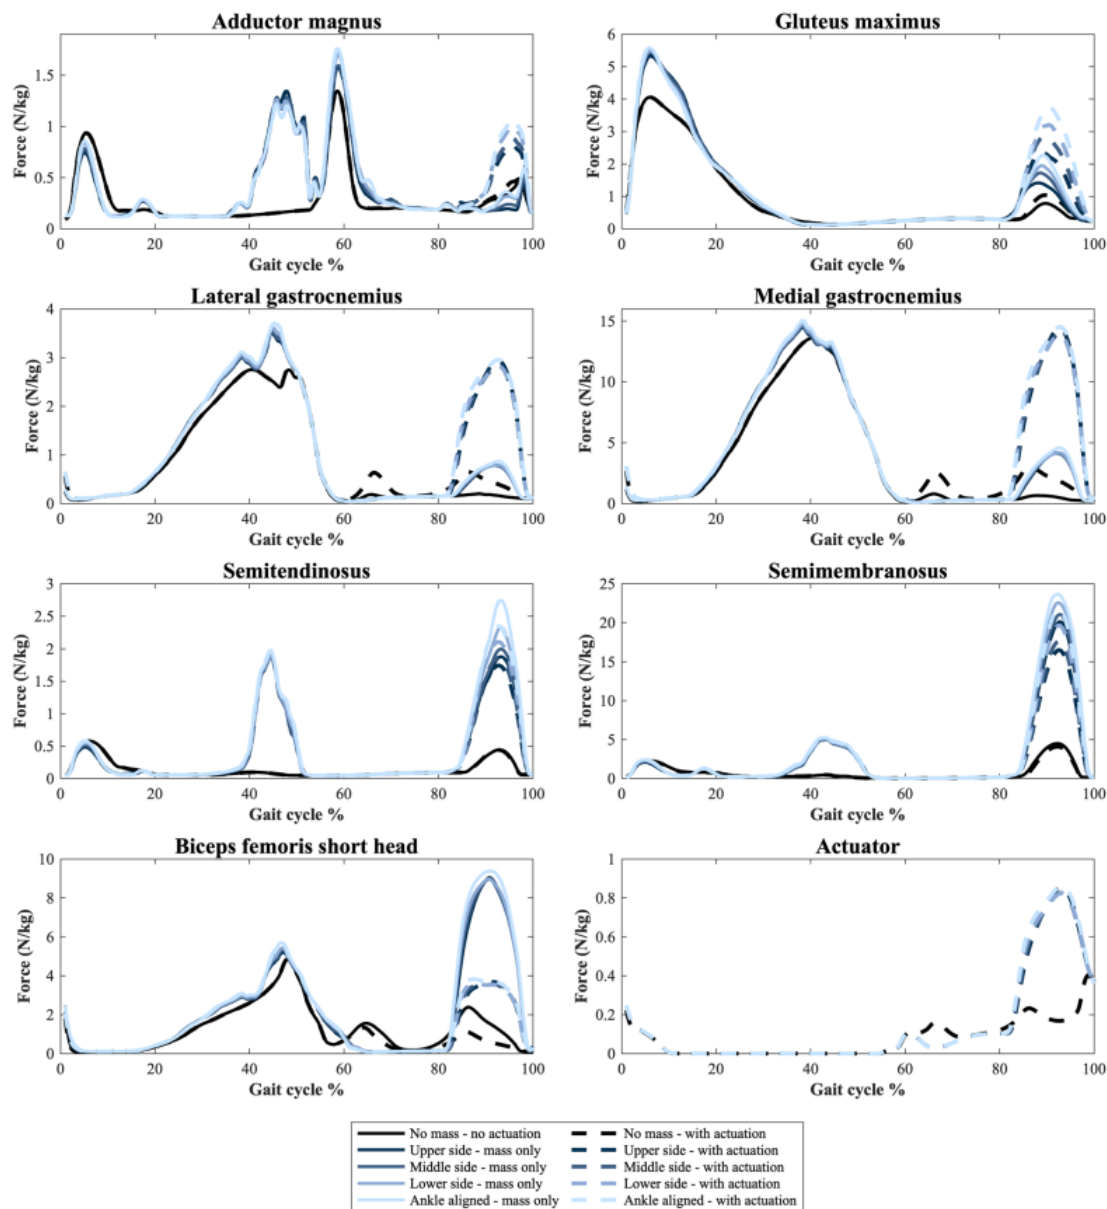 Adductor magnus
Force (N/kg)
1.5
1
0.5
0
0 20 40 60 80 100
Gait cycle %
Gluteus maximus
Force (N/kg)
6
5
4
3
2
1
0
0 20 40 60 80 100
Gait cycle %
Lateral gastrocnemius
Force (N/kg)
4
3
2
1
0
0 20 40 60 80 100
Gait cycle %
Medial gastrocnemius
Force (N/kg)
15
10
5
0
0 20 40 60 80 100
Gait cycle %
Semitendinosus
Force (N/kg)
3
2.5
2
1.5
1
0.5
0
0 20 40 60 80 100
Gait cycle %
Semimembranosus
Force (N/kg)
25
20
15
10
5
0
0 20 40 60 80 100
Gait cycle %
Biceps femoris short head
Force (N/kg)
10
8
6
4
2
0
0 20 40 60 80 100
Gait cycle %
Actuator
Force (N/kg)
1
0.8
0.6
0.4
0.2
0
0 20 40 60 80 100
Gait cycle %
No mass - no actuation
Upper side - mass only
Middle side - mass only
Lower side - mass only
Ankle aligned - mass only
No mass - with actuation
Upper side - with actuation
Middle side - with actuation
Lower side - with actuation
Ankle aligned - with actuation